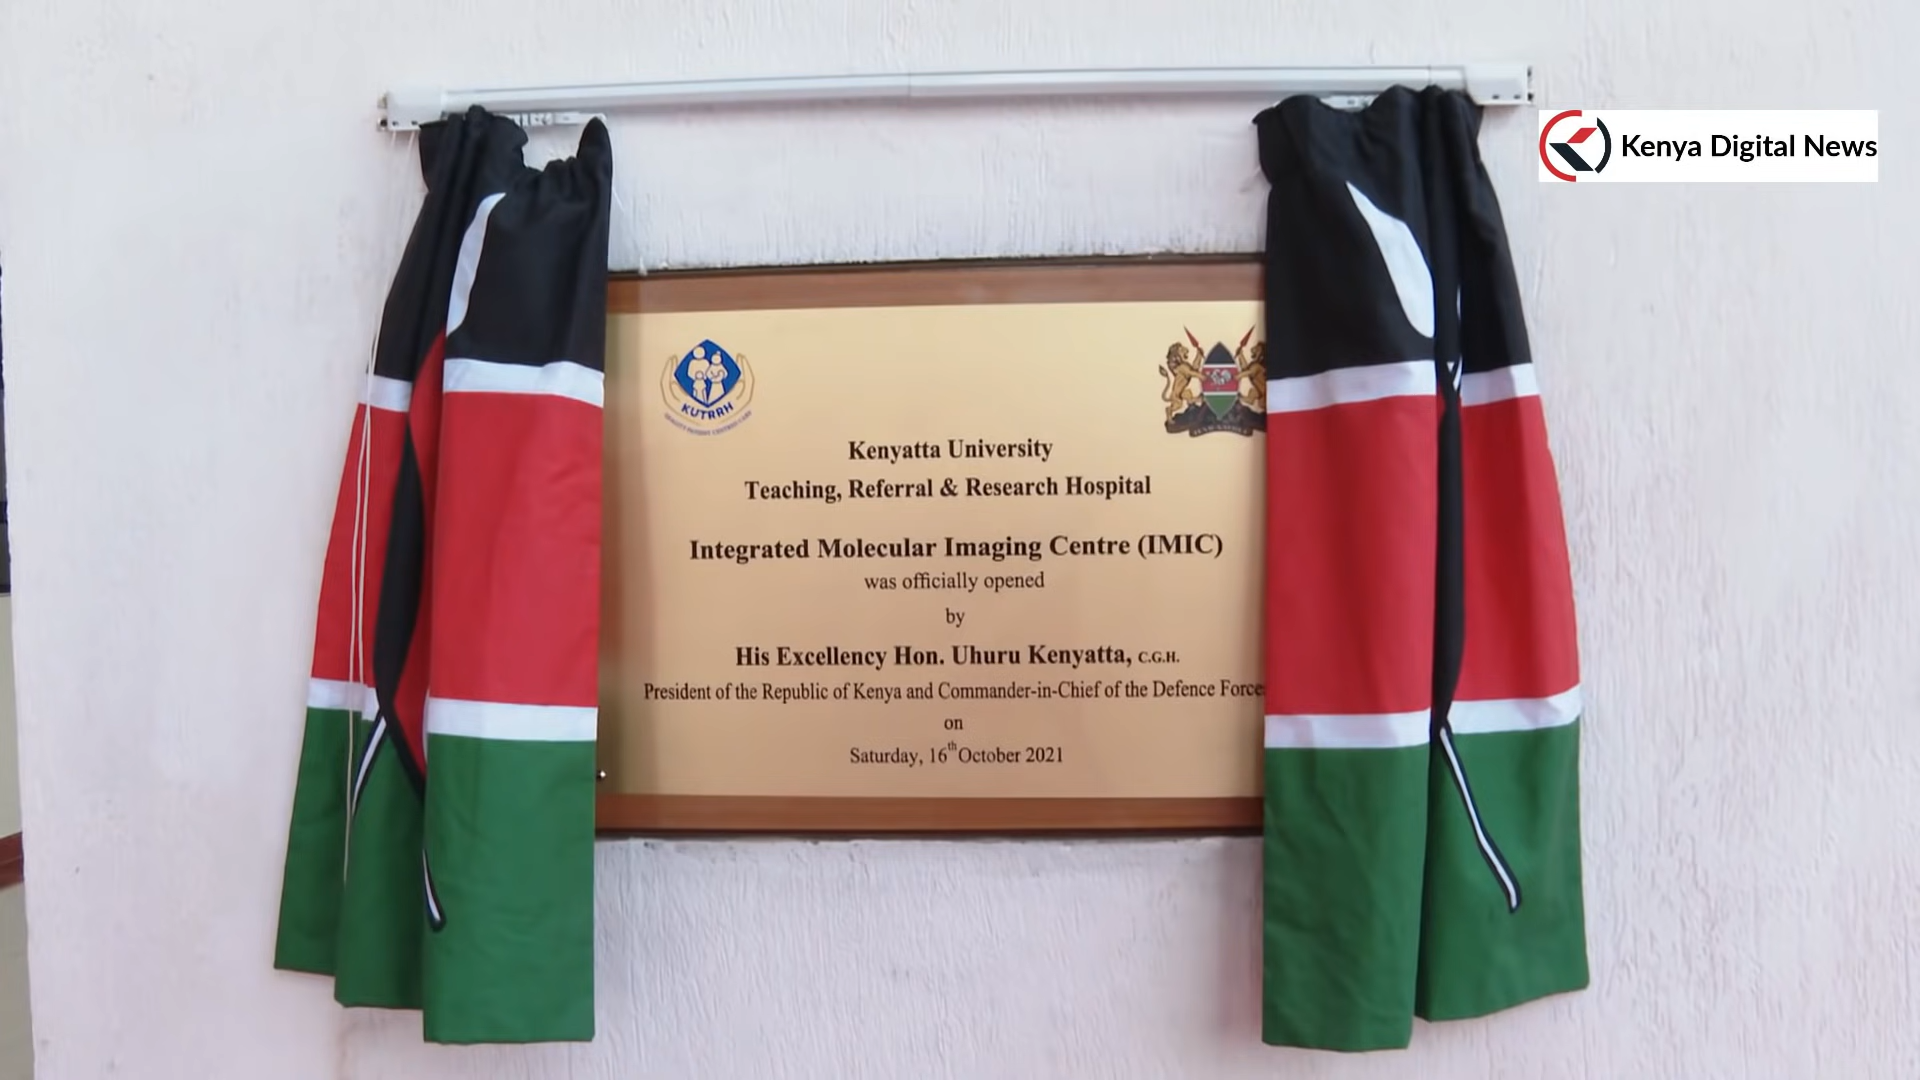 Kenya Digital News
KUTRRH
Kenyatta University
Teaching, Referral & Research Hospital
Integrated Molecular Imaging Centre (IMIC)
was officially opened
by
His Excellency Hon. Uhuru Kenyatta, C.G.H.
President of the Republic of Kenya and Commander-in-Chief of the Defence Force
on
Saturday, 16th October 2021